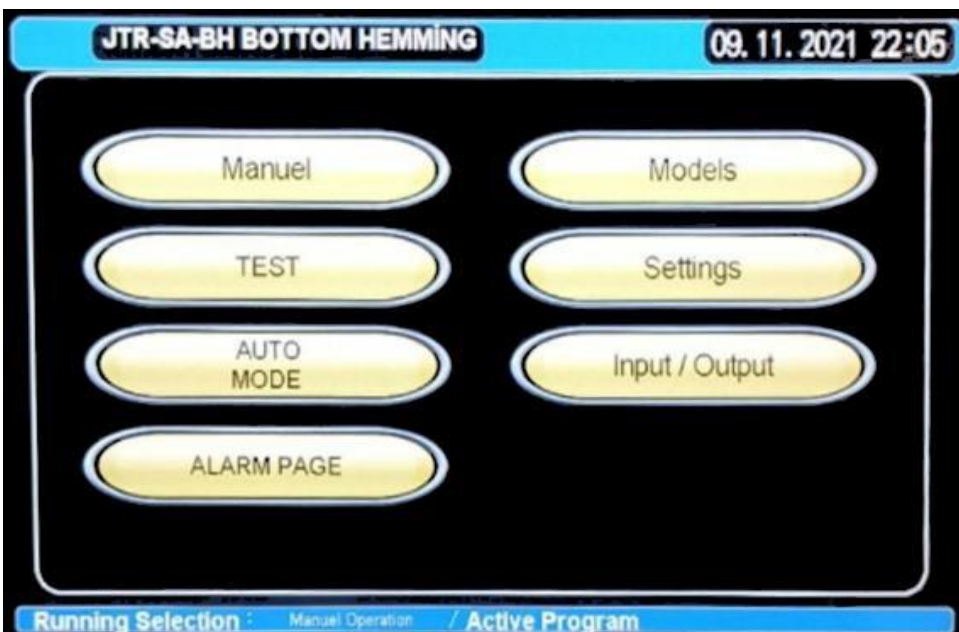 JTR-SA-BH BOTTOM HEMMİNG
09.11.2021 22:05
Manuel
Models
TEST
Settings
AUTO
MODE
Input / Output
ALARM PAGE
Running Selection : Manuel Operation / Active Program